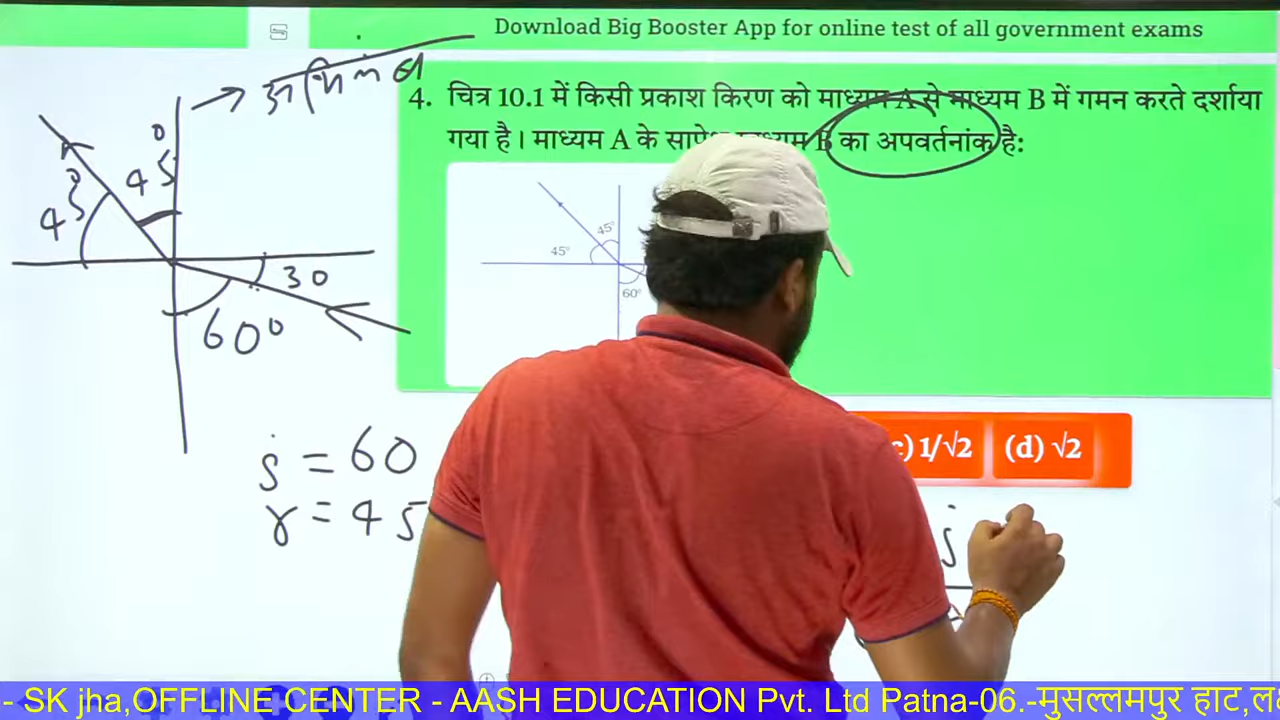 Download Big Booster App for online test of all government exams
अभिलंब
4. चित्र 10.1 में किसी प्रकाश किरण को माध्यम A से माध्यम B में गमन करते दर्शाया
गया है। माध्यम A के B का अपवर्तनांक है:
45°
45°
30
60°
45°
45°
60°
i = 60
r = 45
1/√2 (d) √2
i
- SK jha,OFFLINE CENTER - AASH EDUCATION Pvt. Ltd Patna-06.-मुसल्लमपुर हाट,